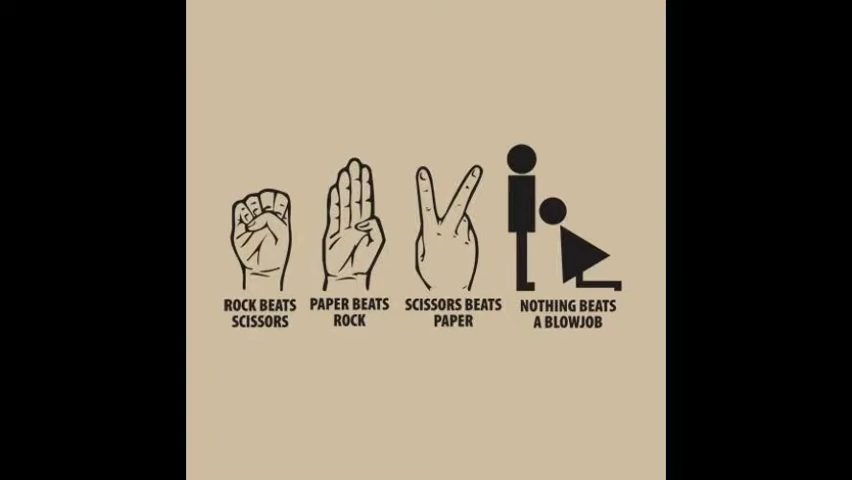 ROCK BEATS
SCISSORS
PAPER BEATS
ROCK
SCISSORS BEATS
PAPER
NOTHING BEATS
A BLOWJOB